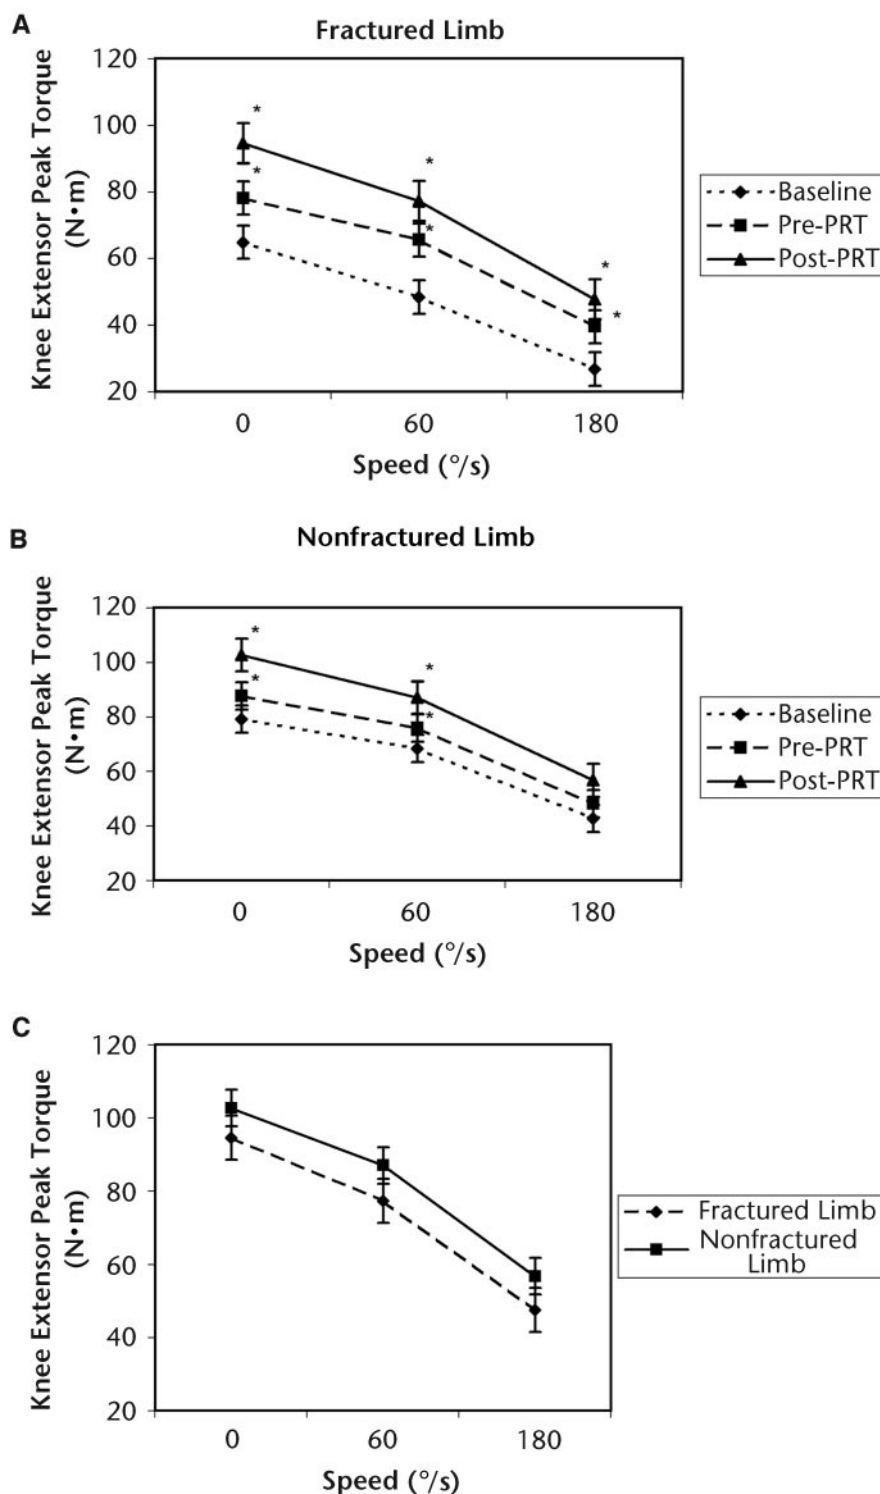 A
Fractured Limb
Knee Extensor Peak Torque
(N•m)
120
100
80
60
40
20
*
*
*
*
*
*
0 60 180
Speed (°/s)
Baseline
Pre-PRT
Post-PRT
B
Nonfractured Limb
Knee Extensor Peak Torque
(N•m)
120
100
80
60
40
20
*
*
*
*
0 60 180
Speed (°/s)
Baseline
Pre-PRT
Post-PRT
C
Knee Extensor Peak Torque
(N•m)
120
100
80
60
40
20
0 60 180
Speed (°/s)
Fractured Limb
Nonfractured
Limb